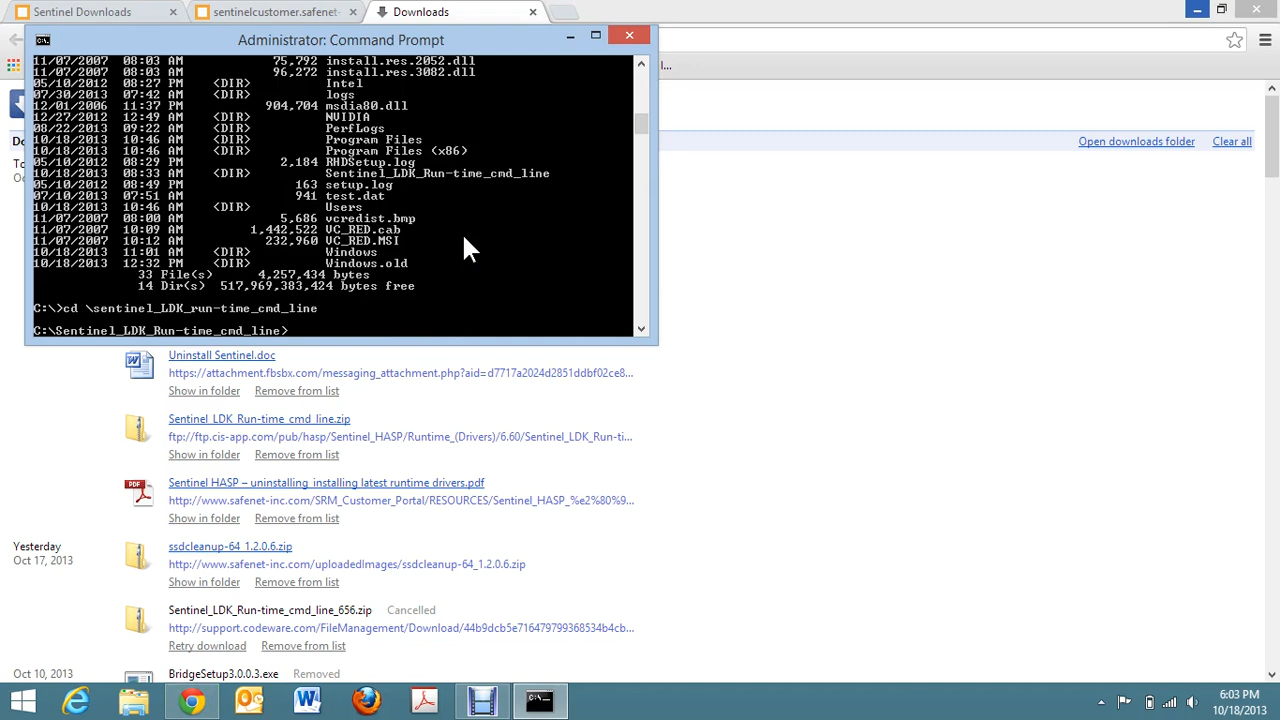 Sentinel Downloads
sentinelcustomer.safenet-
Downloads
Administrator: Command Prompt
11/07/2007 08:03 AM 75,792 install.res.2052.dll
11/07/2007 08:03 AM 96,272 install.res.3082.dll
05/10/2012 08:27 PM <DIR> Intel
07/30/2013 07:42 AM <DIR> logs
12/01/2006 11:37 PM 904,704 msdia80.dll
12/27/2012 12:49 AM <DIR> NVIDIA
08/22/2013 09:22 AM <DIR> PerfLogs
10/18/2013 10:46 AM <DIR> Program Files
10/18/2013 10:46 AM <DIR> Program Files (x86)
05/10/2012 08:29 PM 2,184 RHDSetup.log
10/18/2013 08:33 AM <DIR> Sentinel_LDK_Run-time_cmd_line
05/10/2012 08:49 PM 163 setup.log
07/10/2013 07:51 AM 941 test.dat
10/18/2013 10:46 AM <DIR> Users
11/07/2007 08:00 AM 5,686 vcredist.bmp
11/07/2007 10:09 AM 1,442,522 VC_RED.cab
11/07/2007 10:12 AM 232,960 VC_RED.MSI
10/18/2013 11:01 AM <DIR> Windows
10/18/2013 12:32 PM <DIR> Windows.old
33 File(s) 4,257,434 bytes
14 Dir(s) 517,969,383,424 bytes free
C:\>cd \sentinel_LDK_run-time_cmd_line
C:\Sentinel_LDK_Run-time_cmd_line>
Open downloads folder Clear all
Uninstall Sentinel.doc
https://attachment.fbsbx.com/messaging_attachment.php?aid=d7717a2024d2851ddbf02ce8...
Show in folder Remove from list
Sentinel_LDK_Run-time_cmd_line.zip
ftp://ftp.cis-app.com/pub/hasp/Sentinel_HASP/Runtime_(Drivers)/6.60/Sentinel_LDK_Run-ti...
Show in folder Remove from list
Sentinel HASP – uninstalling_installing latest runtime drivers.pdf
http://www.safenet-inc.com/SRM_Customer_Portal/RESOURCES/Sentinel_HASP_%e2%80%9...
Show in folder Remove from list
Yesterday
Oct 17, 2013
ssdcleanup-64_1.2.0.6.zip
http://www.safenet-inc.com/uploadedImages/ssdcleanup-64_1.2.0.6.zip
Show in folder Remove from list
Sentinel_LDK_Run-time_cmd_line_656.zip Cancelled
http://support.codeware.com/FileManagement/Download/44b9dcb5e716479799368534b4cb...
Retry download Remove from list
Oct 10, 2013
BridgeSetup3.0.0.3.exe Removed
6:03 PM
10/18/2013